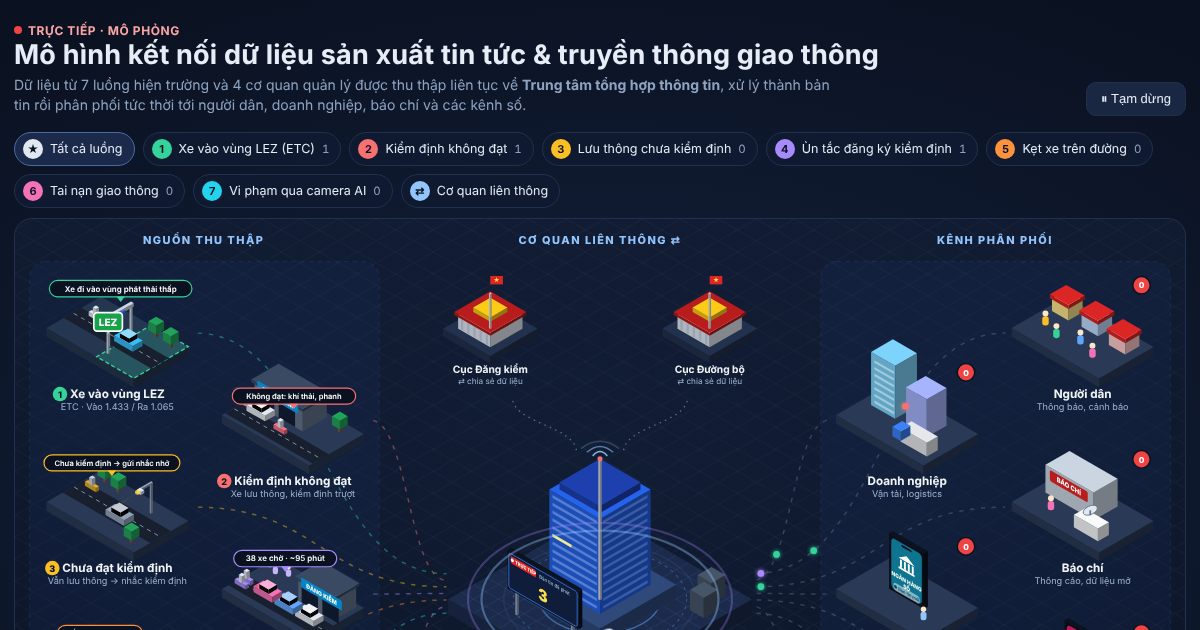 TRỰC TIẾP · MÔ PHỎNG
Mô hình kết nối dữ liệu sản xuất tin tức & truyền thông giao thông
Dữ liệu từ 7 luồng hiện trường và 4 cơ quan quản lý được thu thập liên tục về Trung tâm tổng hợp thông tin, xử lý thành bản
tin rồi phân phối tức thời tới người dân, doanh nghiệp, báo chí và các kênh số.
⏸ Tạm dừng
★ Tất cả luồng
1 Xe vào vùng LEZ (ETC) 1
2 Kiểm định không đạt 1
3 Lưu thông chưa kiểm định 0
4 Ùn tắc đăng ký kiểm định 1
5 Kẹt xe trên đường 0
6 Tai nạn giao thông 0
7 Vi phạm qua camera AI 0
⇄ Cơ quan liên thông
NGUỒN THU THẬP
CƠ QUAN LIÊN THÔNG ⇄
KÊNH PHÂN PHỐI
Xe đi vào vùng phát thải thấp
LEZ
1 Xe vào vùng LEZ
ETC · Vào 1.433 / Ra 1.065
Không đạt: khí thải, phanh
2 Kiểm định không đạt
Xe lưu thông, kiểm định trượt
Chưa kiểm định → gửi nhắc nhở
3 Chưa đạt kiểm định
Vẫn lưu thông → nhắc kiểm định
38 xe chờ · ~95 phút
ĐĂNG KIỂM
Cục Đăng kiểm
⇄ chia sẻ dữ liệu
Cục Đường bộ
⇄ chia sẻ dữ liệu
TRỰC TIẾP
3
0
Người dân
Thông báo, cảnh báo
0
Doanh nghiệp
Vận tải, logistics
0
BÁO CHÍ
Báo chí
Thông cáo, dữ liệu mở
0
NGÂN HÀNG
SỐ